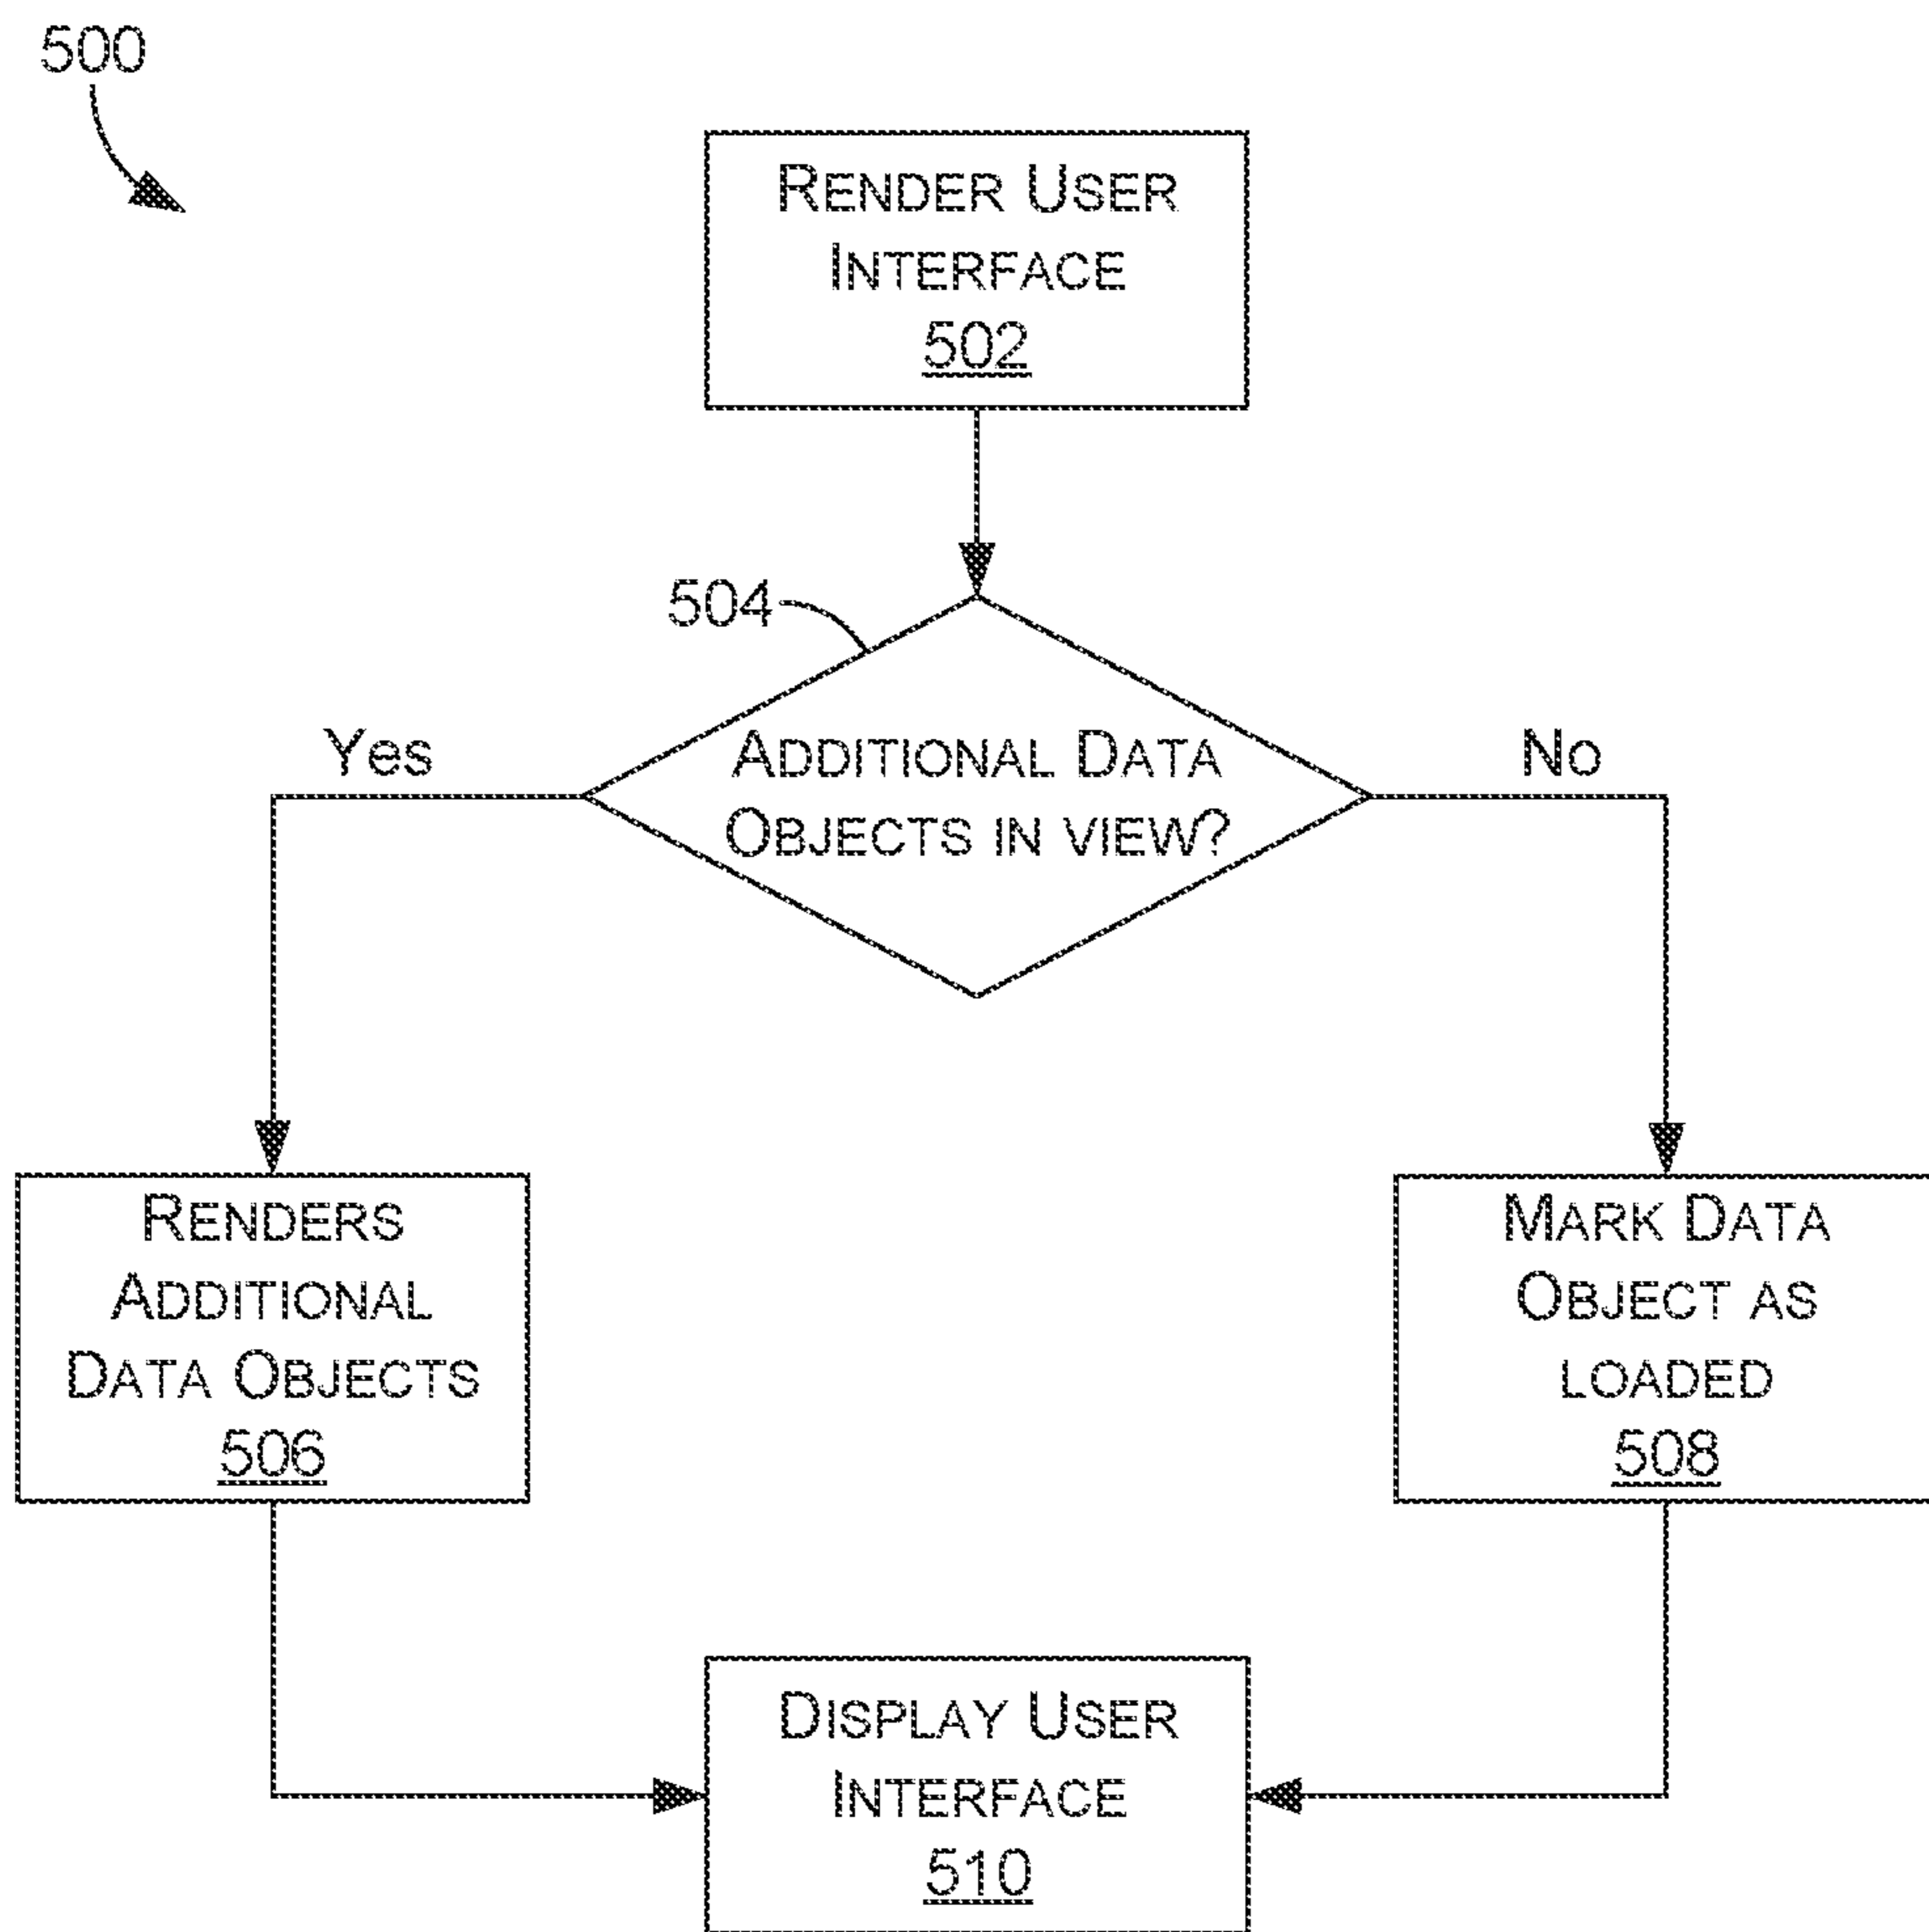 500
RENDER USER
INTERFACE
502
504
Yes
ADDITIONAL DATA
OBJECTS IN VIEW?
No
RENDERS
ADDITIONAL
DATA OBJECTS
506
MARK DATA
OBJECT AS
LOADED
508
DISPLAY USER
INTERFACE
510